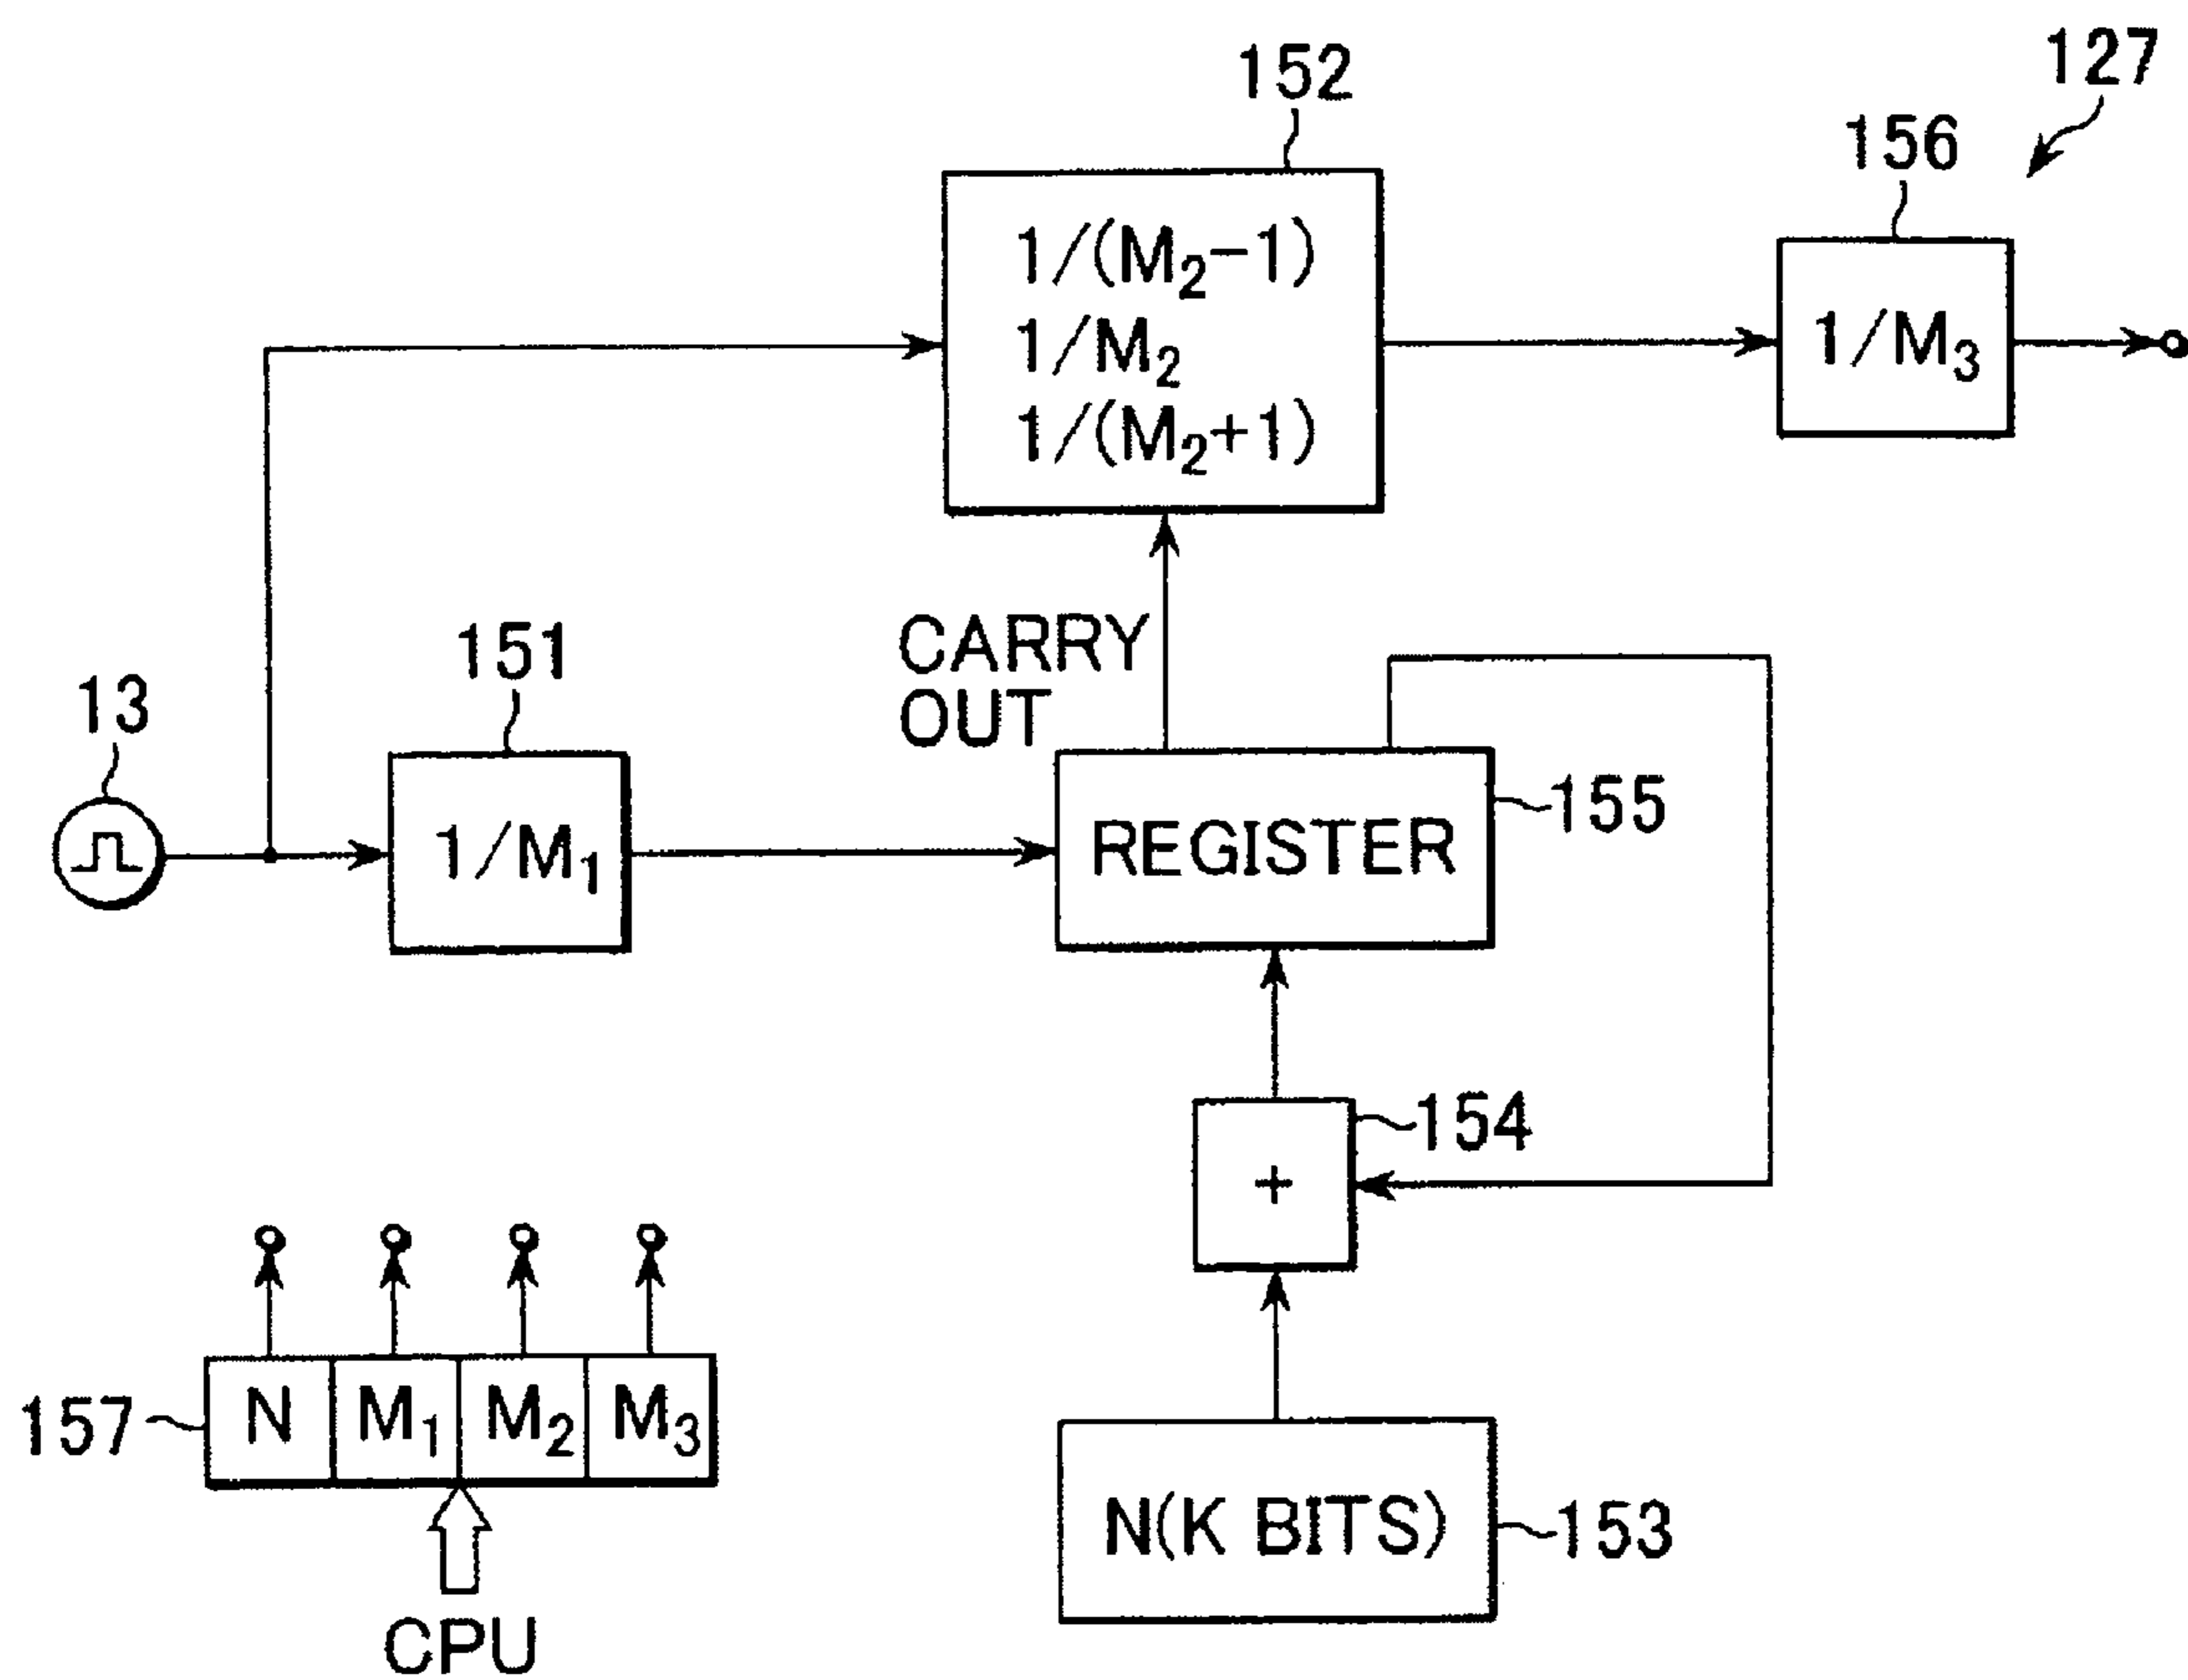 152
127
156
1/(M₂-1)
1/M₂
1/(M₂+1)
1/M₃
CARRY
OUT
151
13
1/M₁
REGISTER
155
154
+
157
N M₁ M₂ M₃
N(K BITS)
153
CPU